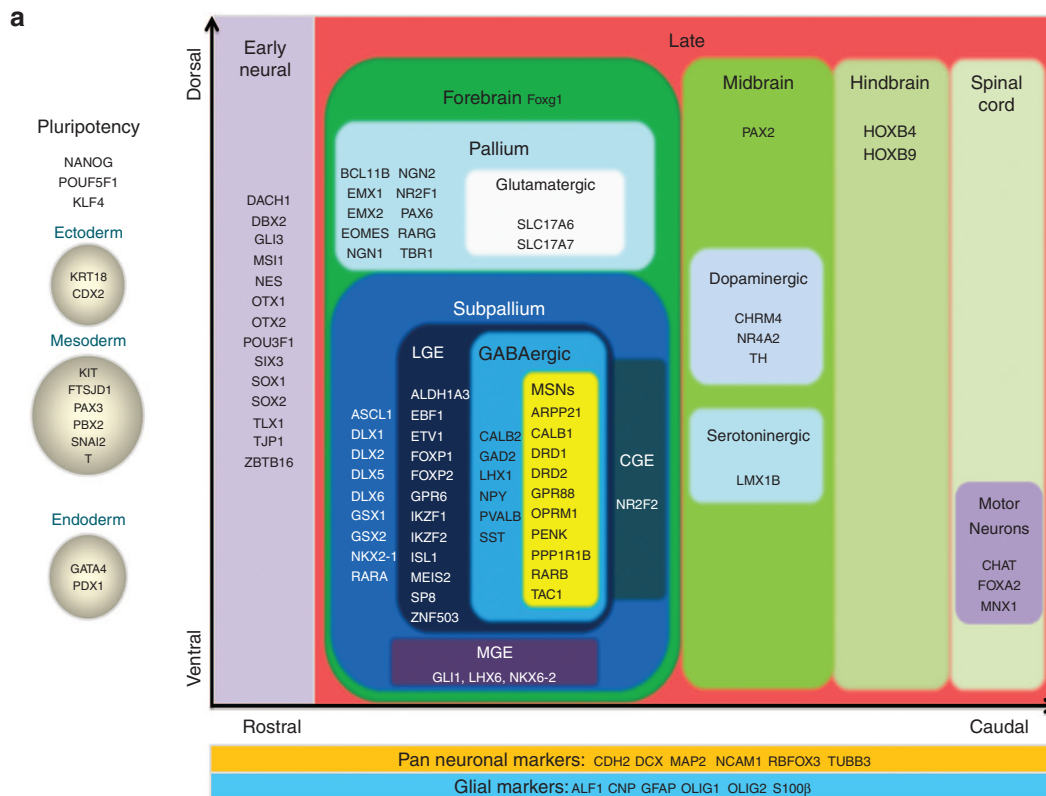 a
Dorsal
Ventral
Rostral
Caudal
Pluripotency
NANOG
POUF5F1
KLF4
Ectoderm
KRT18
CDX2
Mesoderm
KIT
FTSJD1
PAX3
PBX2
SNAI2
T
Endoderm
GATA4
PDX1
Early
neural
DACH1
DBX2
GLI3
MSI1
NES
OTX1
OTX2
POU3F1
SIX3
SOX1
SOX2
TLX1
TJP1
ZBTB16
Late
Forebrain Foxg1
Pallium
BCL11B NGN2
EMX1 NR2F1
EMX2 PAX6
EOMES RARG
NGN1 TBR1
Glutamatergic
SLC17A6
SLC17A7
Subpallium
ASCL1
DLX1
DLX2
DLX5
DLX6
GSX1
GSX2
NKX2-1
RARA
LGE
ALDH1A3
EBF1
ETV1
FOXP1
FOXP2
GPR6
IKZF1
IKZF2
ISL1
MEIS2
SP8
ZNF503
GABAergic
CALB2
GAD2
LHX1
NPY
PVALB
SST
MSNs
ARPP21
CALB1
DRD1
DRD2
GPR88
OPRM1
PENK
PPP1R1B
RARB
TAC1
CGE
NR2F2
MGE
GLI1, LHX6, NKX6-2
Midbrain
PAX2
Dopaminergic
CHRM4
NR4A2
TH
Serotoninergic
LMX1B
Hindbrain
HOXB4
HOXB9
Spinal
cord
Motor
Neurons
CHAT
FOXA2
MNX1
Pan neuronal markers: CDH2 DCX MAP2 NCAM1 RBFOX3 TUBB3
Glial markers: ALF1 CNP GFAP OLIG1 OLIG2 S100β